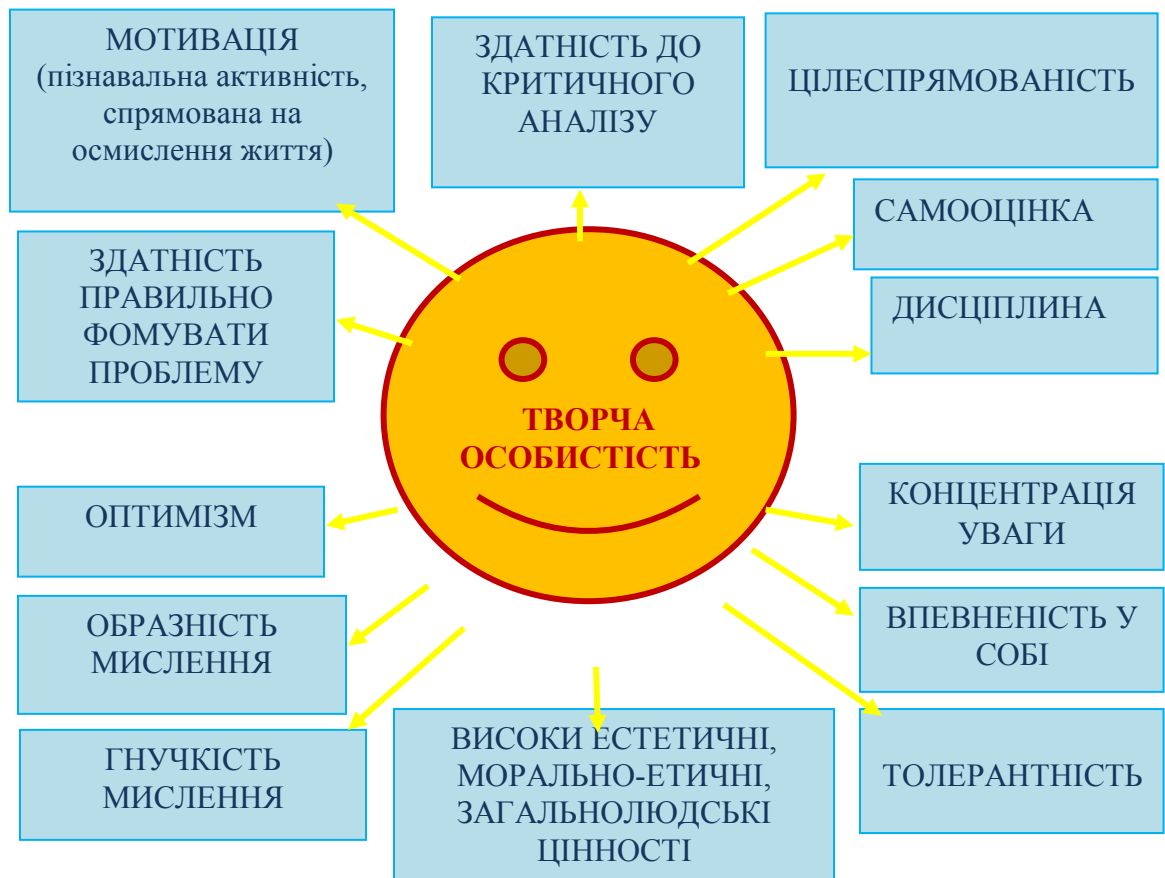 МОТИВАЦІЯ
(пізнавальна активність,
спрямована на
осмислення життя)
ЗДАТНІСТЬ ДО
КРИТИЧНОГО
АНАЛІЗУ
ЦІЛЕСПРЯМОВАНІСТЬ
САМООЦІНКА
ЗДАТНІСТЬ
ПРАВИЛЬНО
ФОМУВАТИ
ПРОБЛЕМУ
ДИСЦІПЛИНА
ТВОРЧА
ОСОБИСТІСТЬ
ОПТИМІЗМ
КОНЦЕНТРАЦІЯ
УВАГИ
ОБРАЗНІСТЬ
МИСЛЕННЯ
ВПЕВНЕНІСТЬ У
СОБІ
ГНУЧКІСТЬ
МИСЛЕННЯ
ВИСОКИ ЕСТЕТИЧНІ,
МОРАЛЬНО-ЕТИЧНІ,
ЗАГАЛЬНОЛЮДСЬКІ
ЦІННОСТІ
ТОЛЕРАНТНІСТЬ